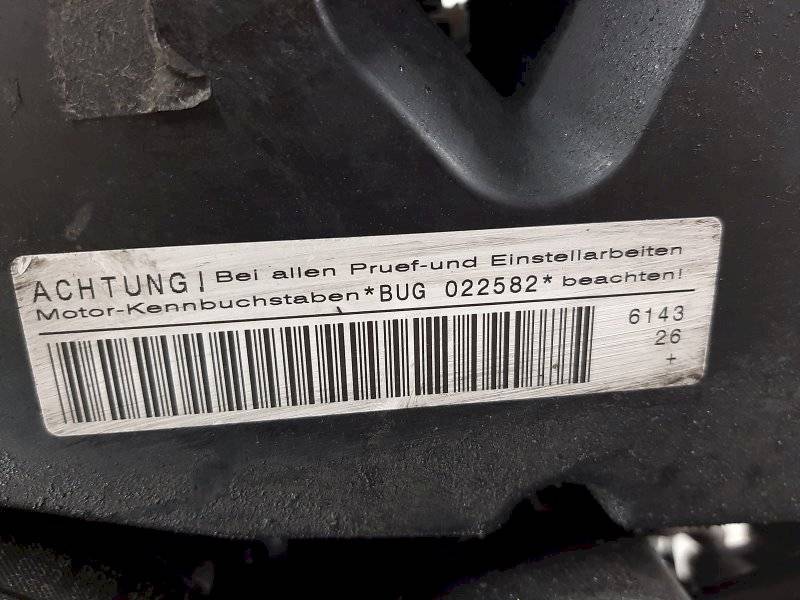 ACHTUNG! Bei allen Pruef-und Einstellarbeiten
Motor-Kennbuchstaben *BUG 022582* beachten!
6143
26
+